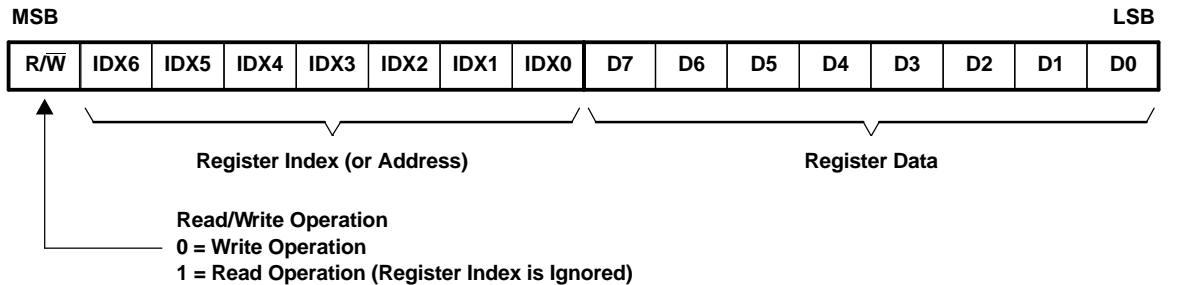 MSB LSB
R/W̅ IDX6 IDX5 IDX4 IDX3 IDX2 IDX1 IDX0 D7 D6 D5 D4 D3 D2 D1 D0
Register Index (or Address) Register Data
Read/Write Operation
0 = Write Operation
1 = Read Operation (Register Index is Ignored)